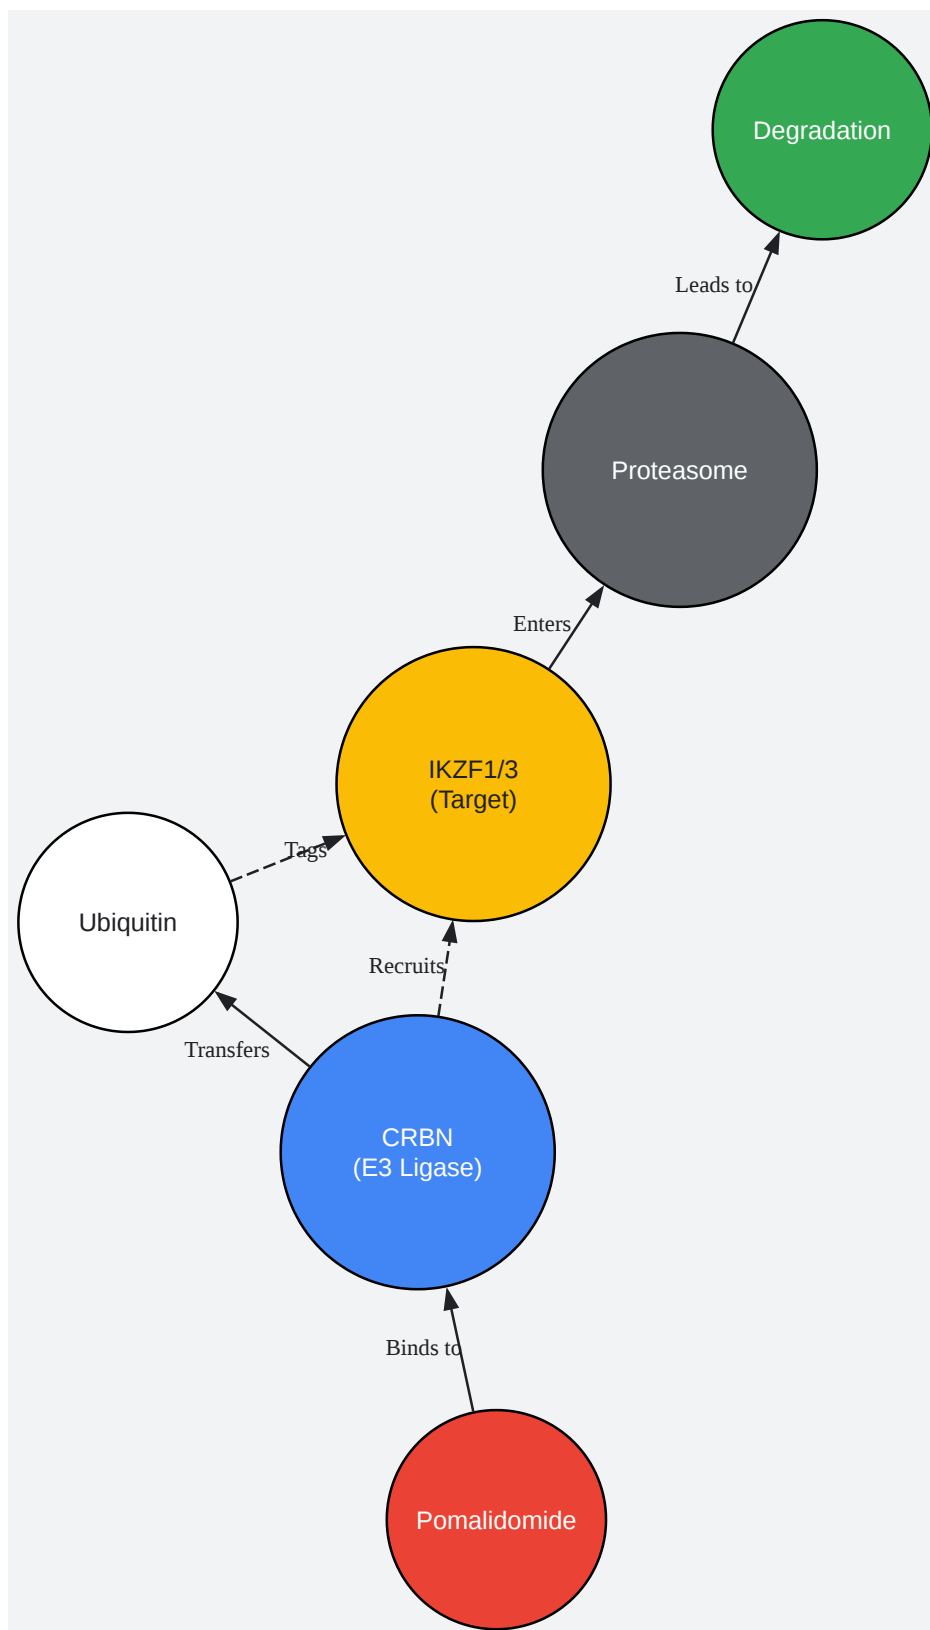 Degradation
Leads to
Proteasome
Enters
IKZF1/3
(Target)
Tags
Ubiquitin
Recruits
Transfers
CRBN
(E3 Ligase)
Binds to
Pomalidomide